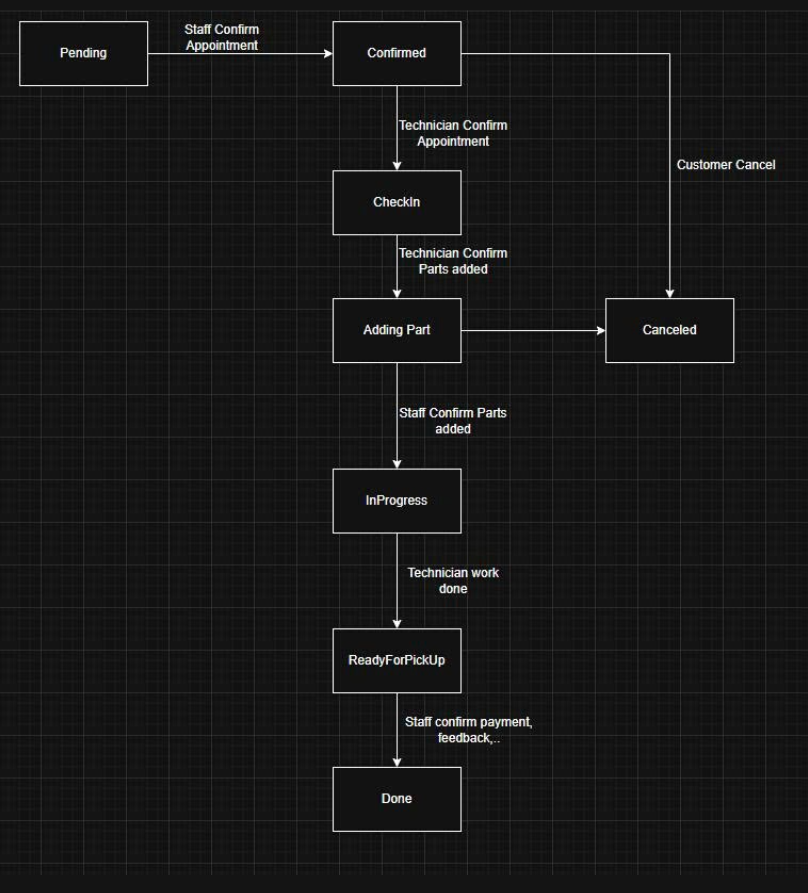 Staff Confirm
Appointment
Pending
Confirmed
Technician Confirm
Appointment
Customer Cancel
CheckIn
Technician Confirm
Parts added
Adding Part
Canceled
Staff Confirm Parts
added
InProgress
Technician work
done
ReadyForPickUp
Staff confirm payment,
feedback,..
Done